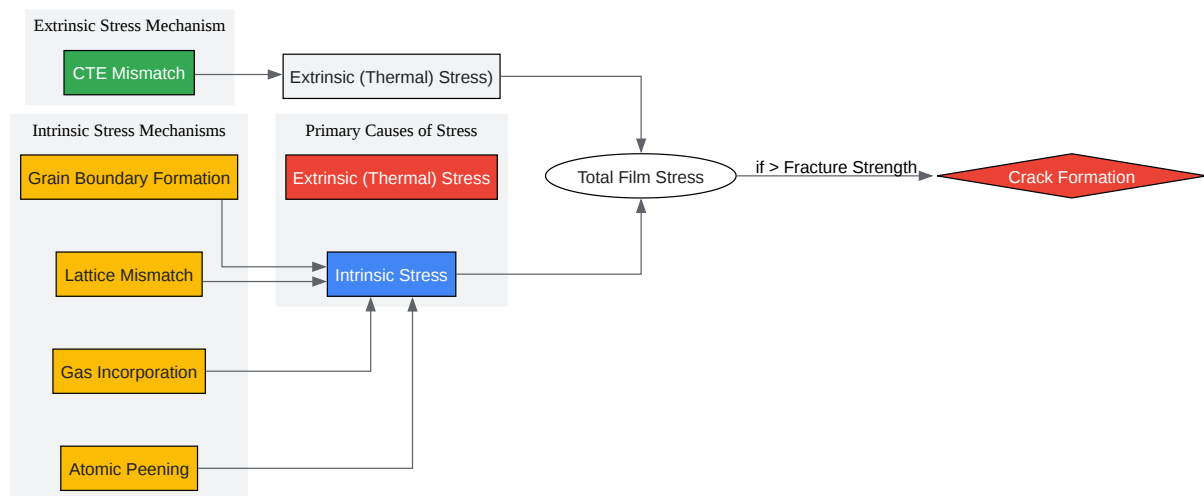 Extrinsic Stress Mechanism
CTE Mismatch
Extrinsic (Thermal) Stress)
Intrinsic Stress Mechanisms
Primary Causes of Stress
Grain Boundary Formation
Extrinsic (Thermal) Stress
Total Film Stress
if > Fracture Strength
Crack Formation
Lattice Mismatch
Intrinsic Stress
Gas Incorporation
Atomic Peening